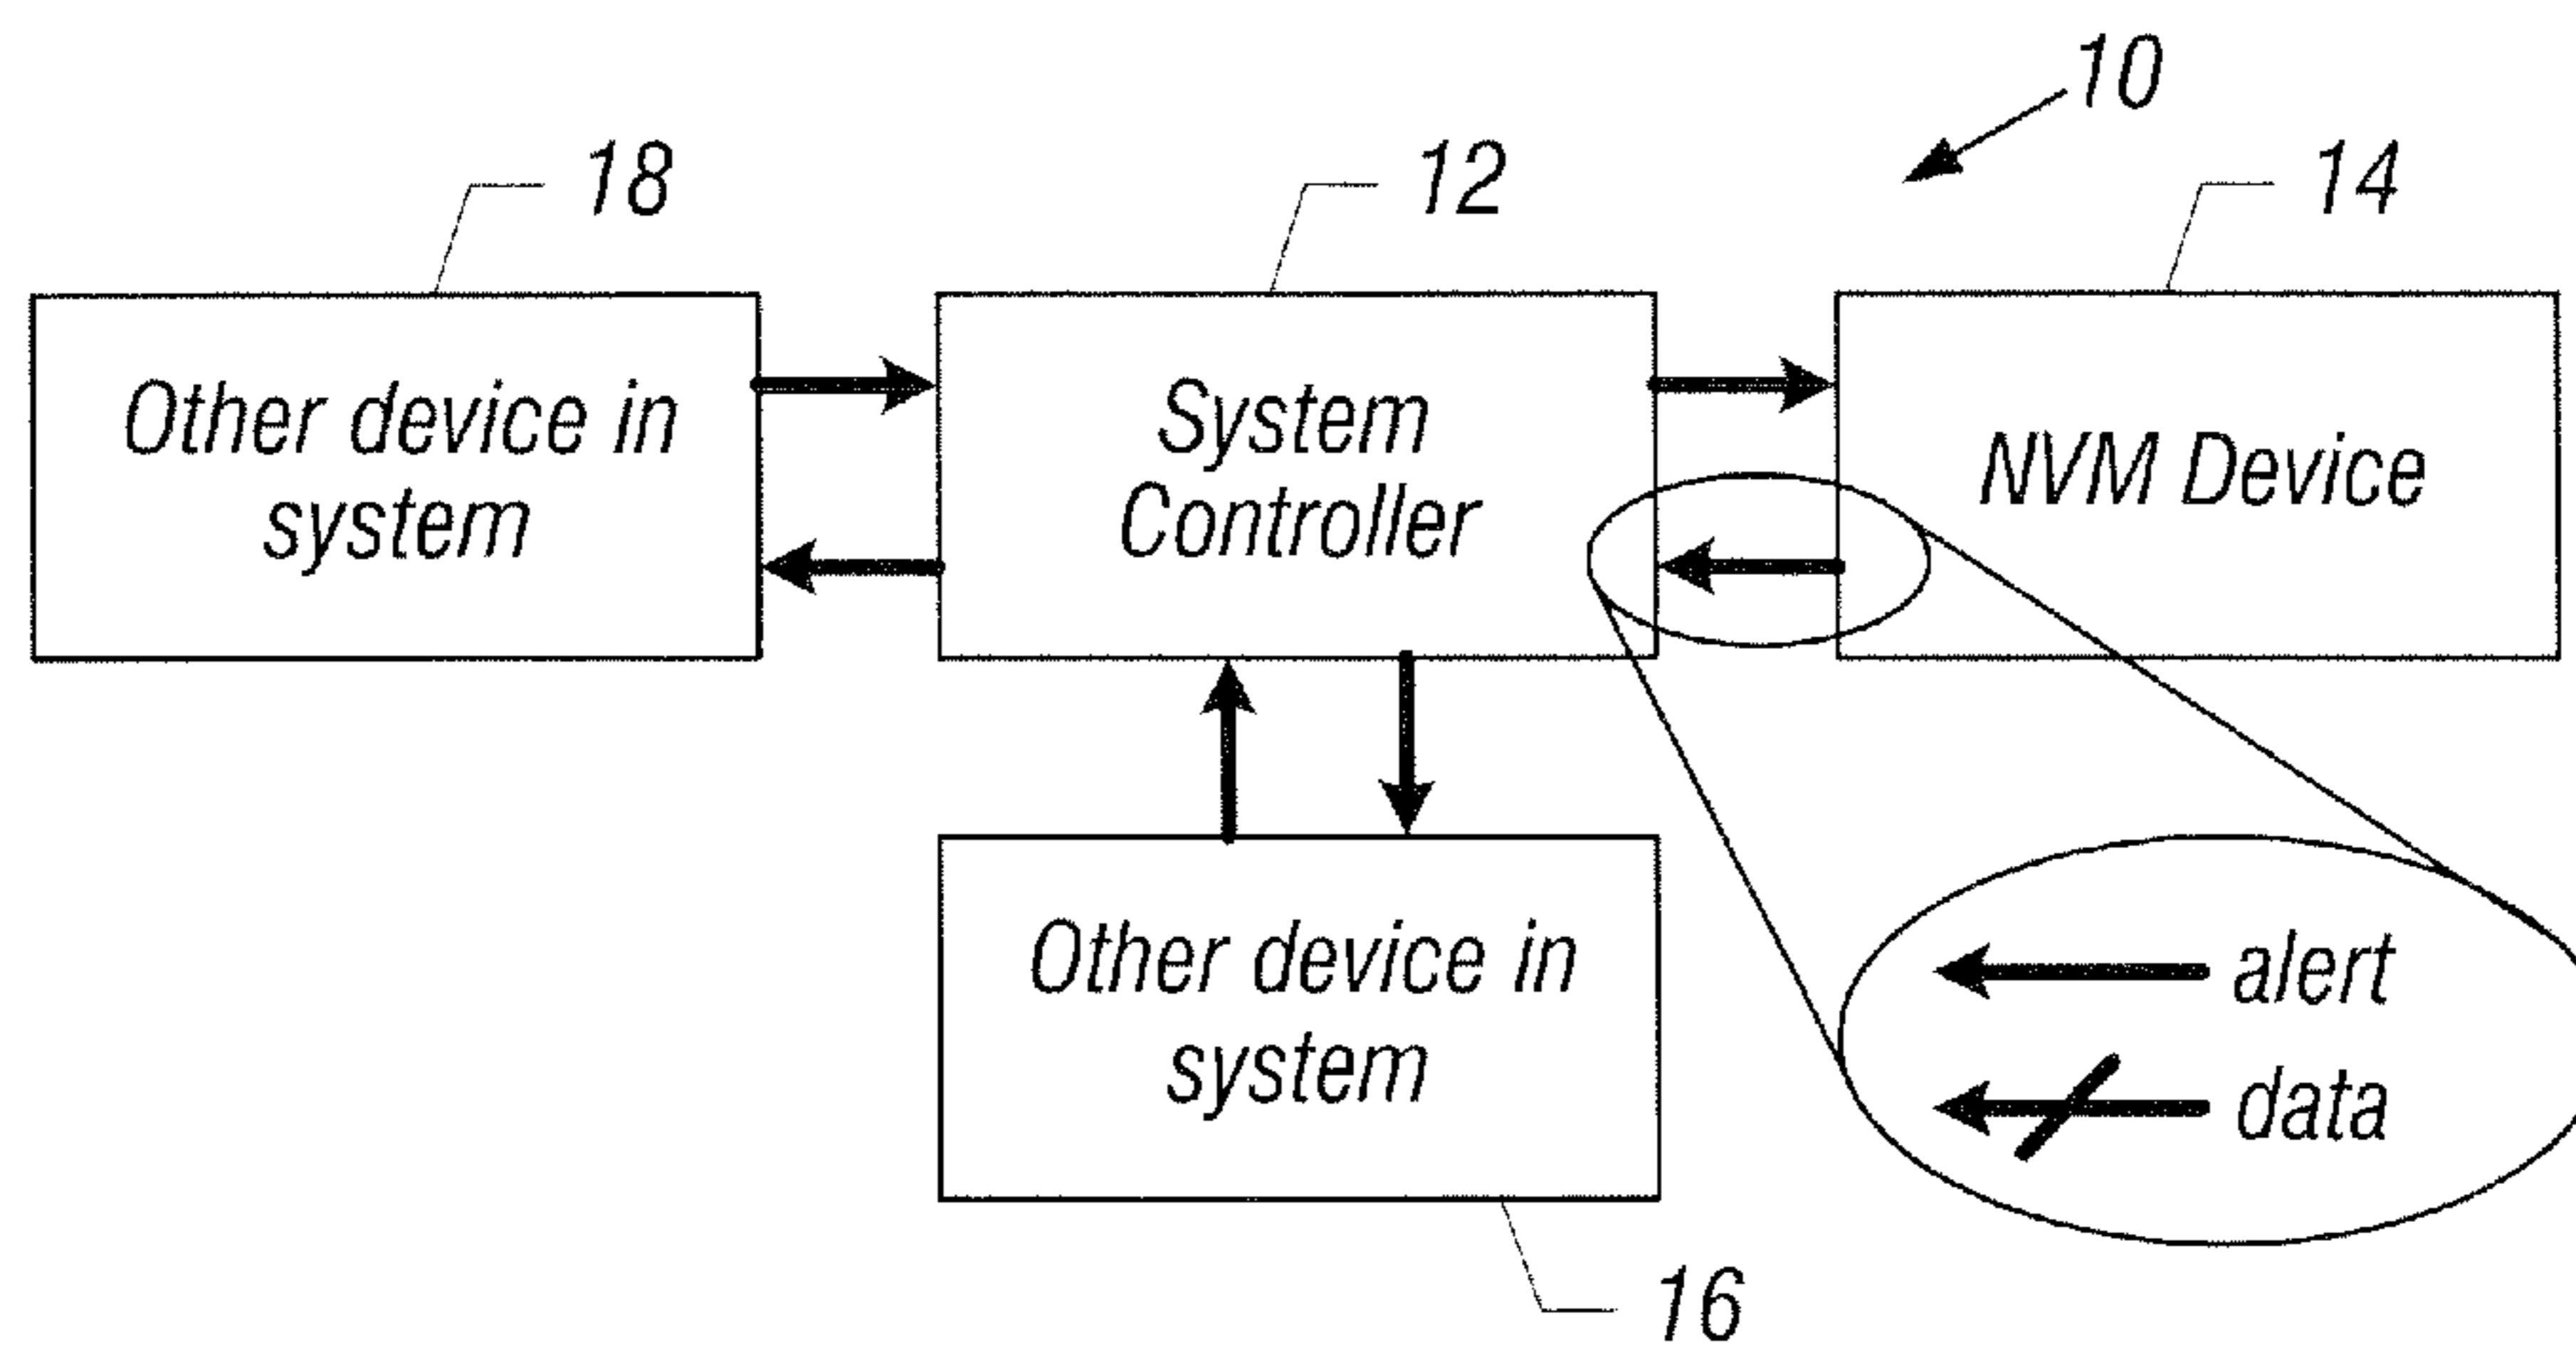 10
18
12
14
Other device in
system
System
Controller
NVM Device
Other device in
system
alert
data
16